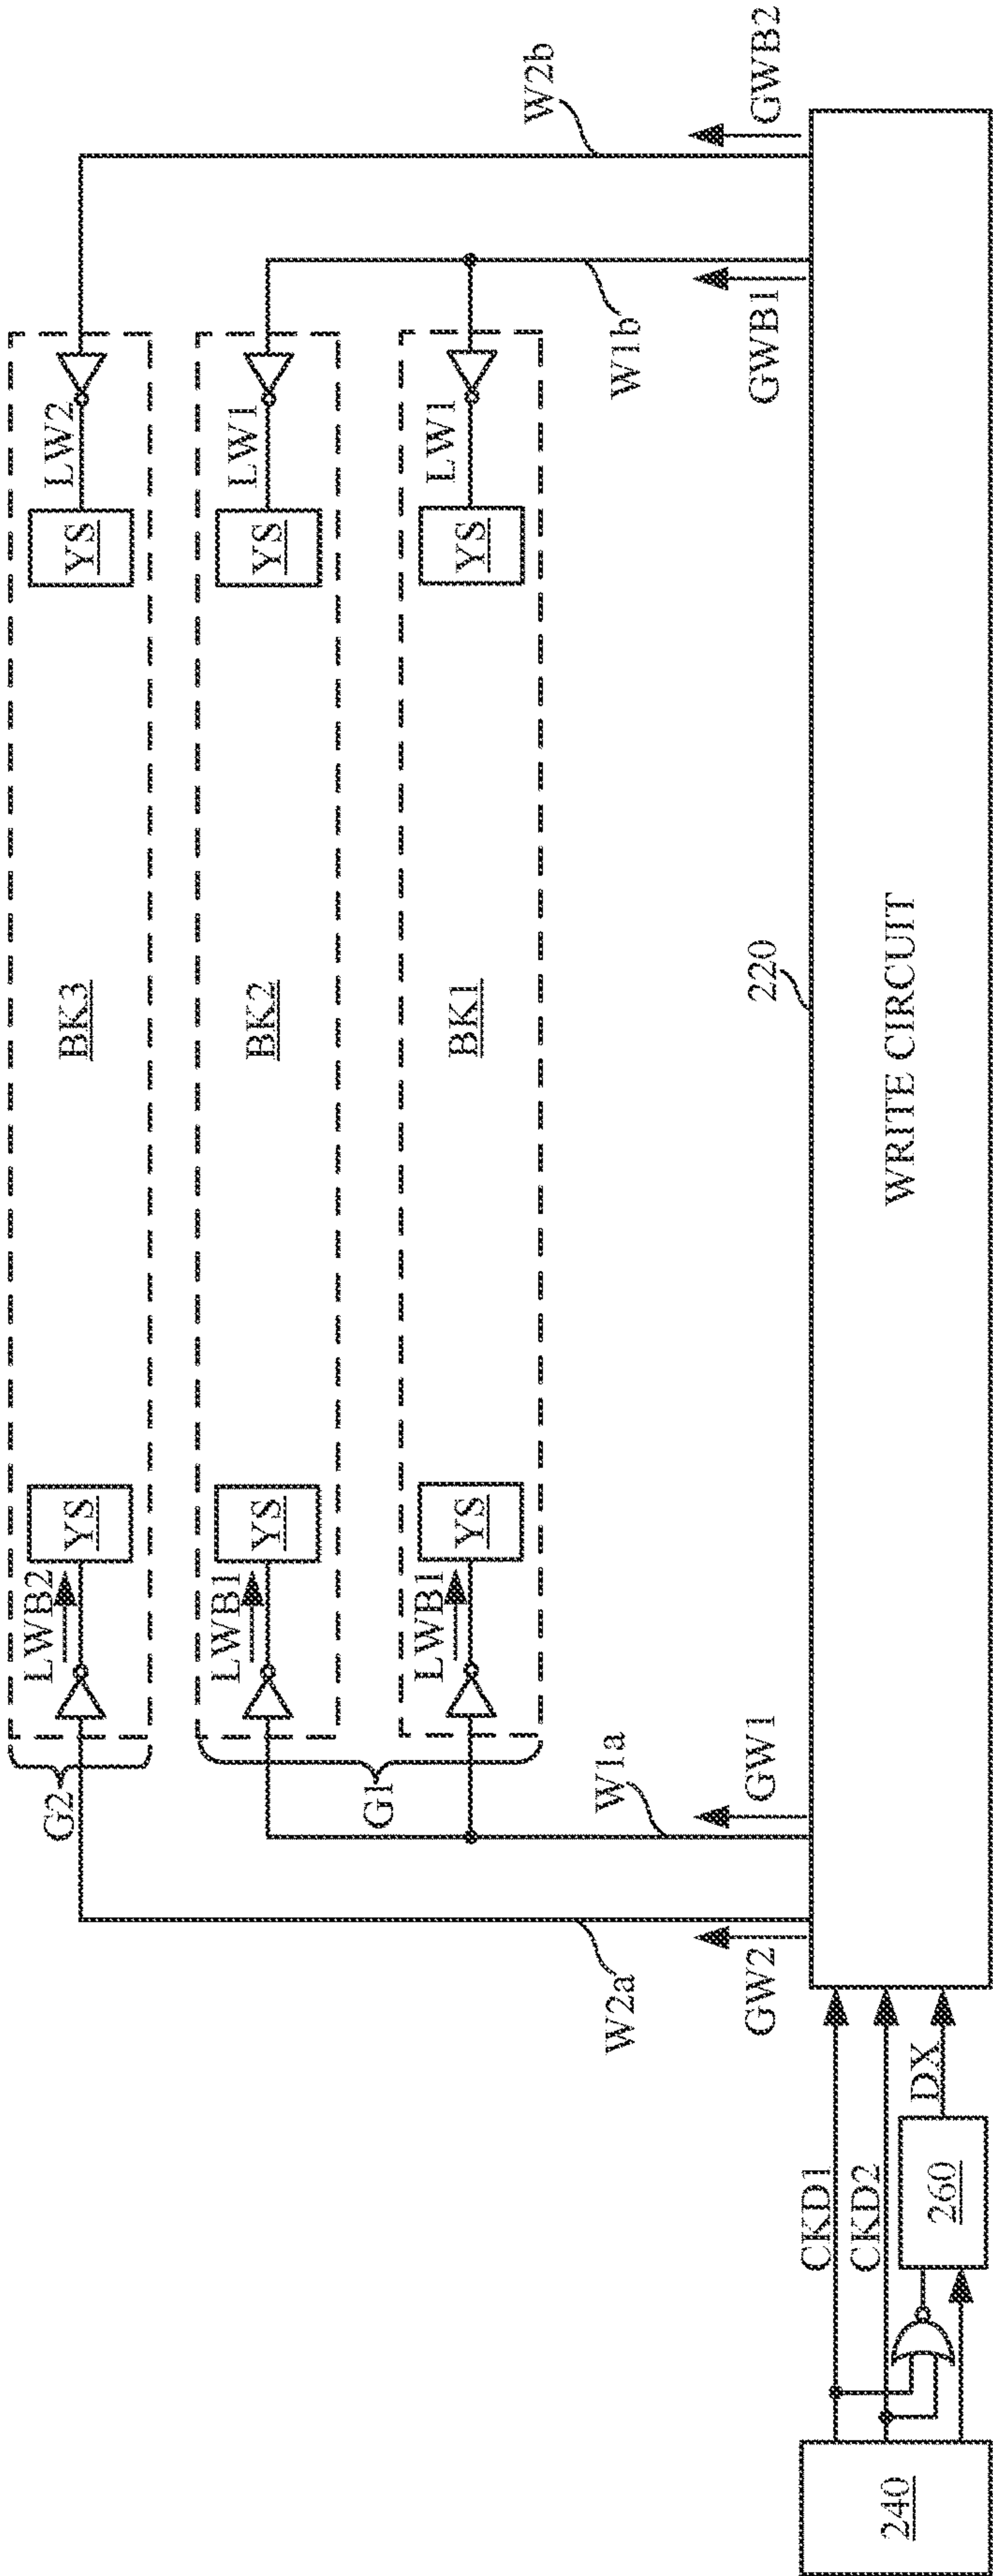 G2
LWB2
YS
BK3
YS
LW2
LWB1
YS
BK2
YS
LW1
G1
LWB1
YS
BK1
YS
LW1
W2a
W1a
W1b
W2b
GW2
GW1
220
GWB1
GWB2
240
CKD1
CKD2
260
DX
WRITE CIRCUIT